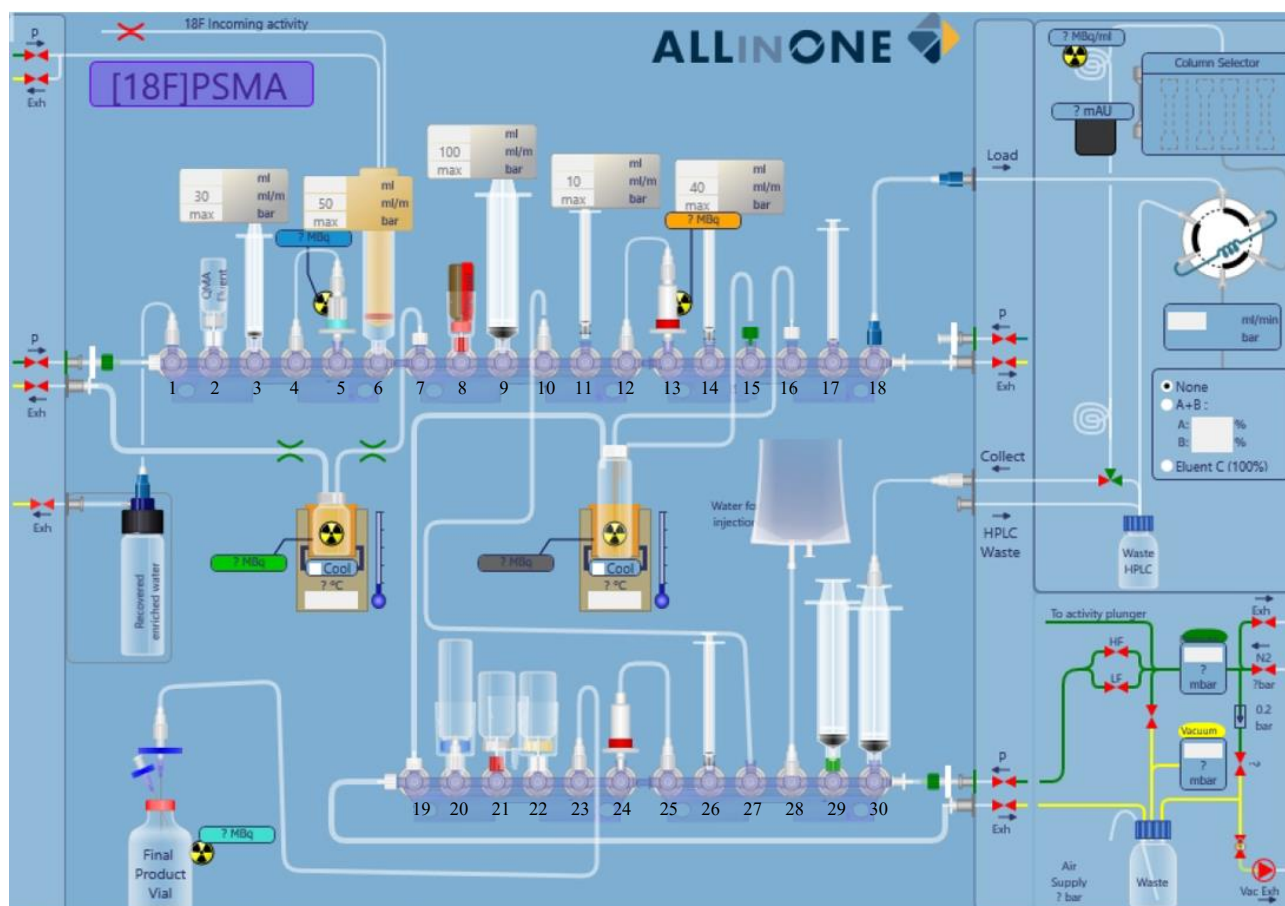 P
18F Incoming activity
ALLINONE
[18F]PSMA
Exh
? MBq/ml
Column Selector
? mAU
ml
100
ml/m
max
bar
Load
ml
30
ml/m
max
bar
ml
50
ml/m
max
bar
ml
10
ml/m
max
bar
ml
40
ml/m
max
bar
? MBq
? MBq
QMA
Eluent
ml/min
bar
P
Exh
P
Exh
1 2 3 4 5 6 7 8 9 10 11 12 13 14 15 16 17 18
None
A+B :
A: %
B: %
Eluent C (100%)
Collect
Water for
injection
Exh
HPLC
Waste
Waste
HPLC
? MBq
Cool
? ºC
? MBq
Cool
? ºC
Recovered
enriched water
To activity plunger
Exh
HF
LF
?
mbar
N2
?bar
0.2
bar
Vacuum
?
mbar
?
P
Exh
19 20 21 22 23 24 25 26 27 28 29 30
? MBq
Final
Product
Vial
Air
Supply
? bar
Waste
Vac Exh